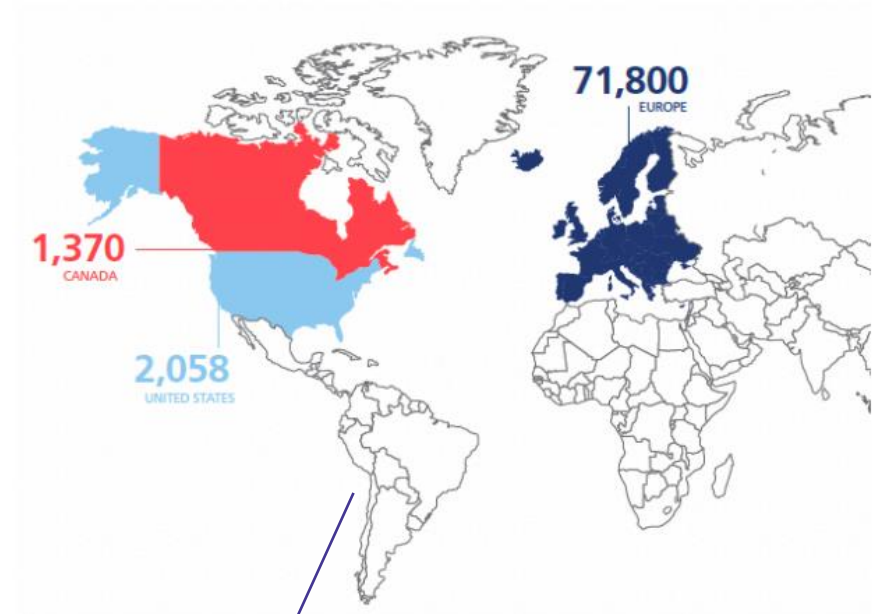 71,800
EUROPE
1,370
CANADA
2,058
UNITED STATES